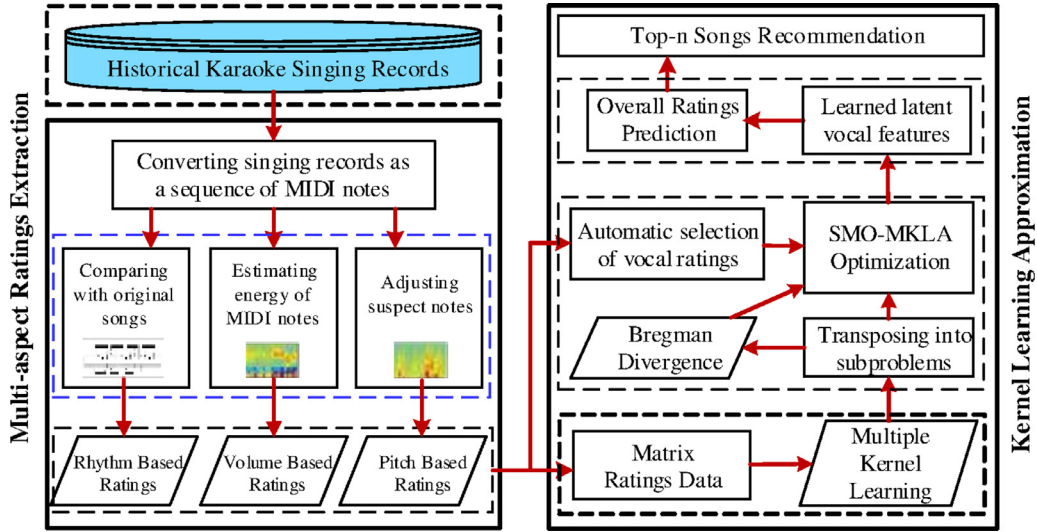 Multi-aspect Ratings Extraction
Historical Karaoke Singing Records
Converting singing records as
a sequence of MIDI notes
Comparing
with original
songs
Estimating
energy of
MIDI notes
Adjusting
suspect notes
Rhythm Based
Ratings
Volume Based
Ratings
Pitch Based
Ratings
Top-n Songs Recommendation
Overall Ratings
Prediction
Learned latent
vocal features
Automatic selection
of vocal ratings
SMO-MKLA
Optimization
Bregman
Divergence
Transposing into
subproblems
Matrix
Ratings Data
Multiple
Kernel
Learning
Kernel Learning Approximation